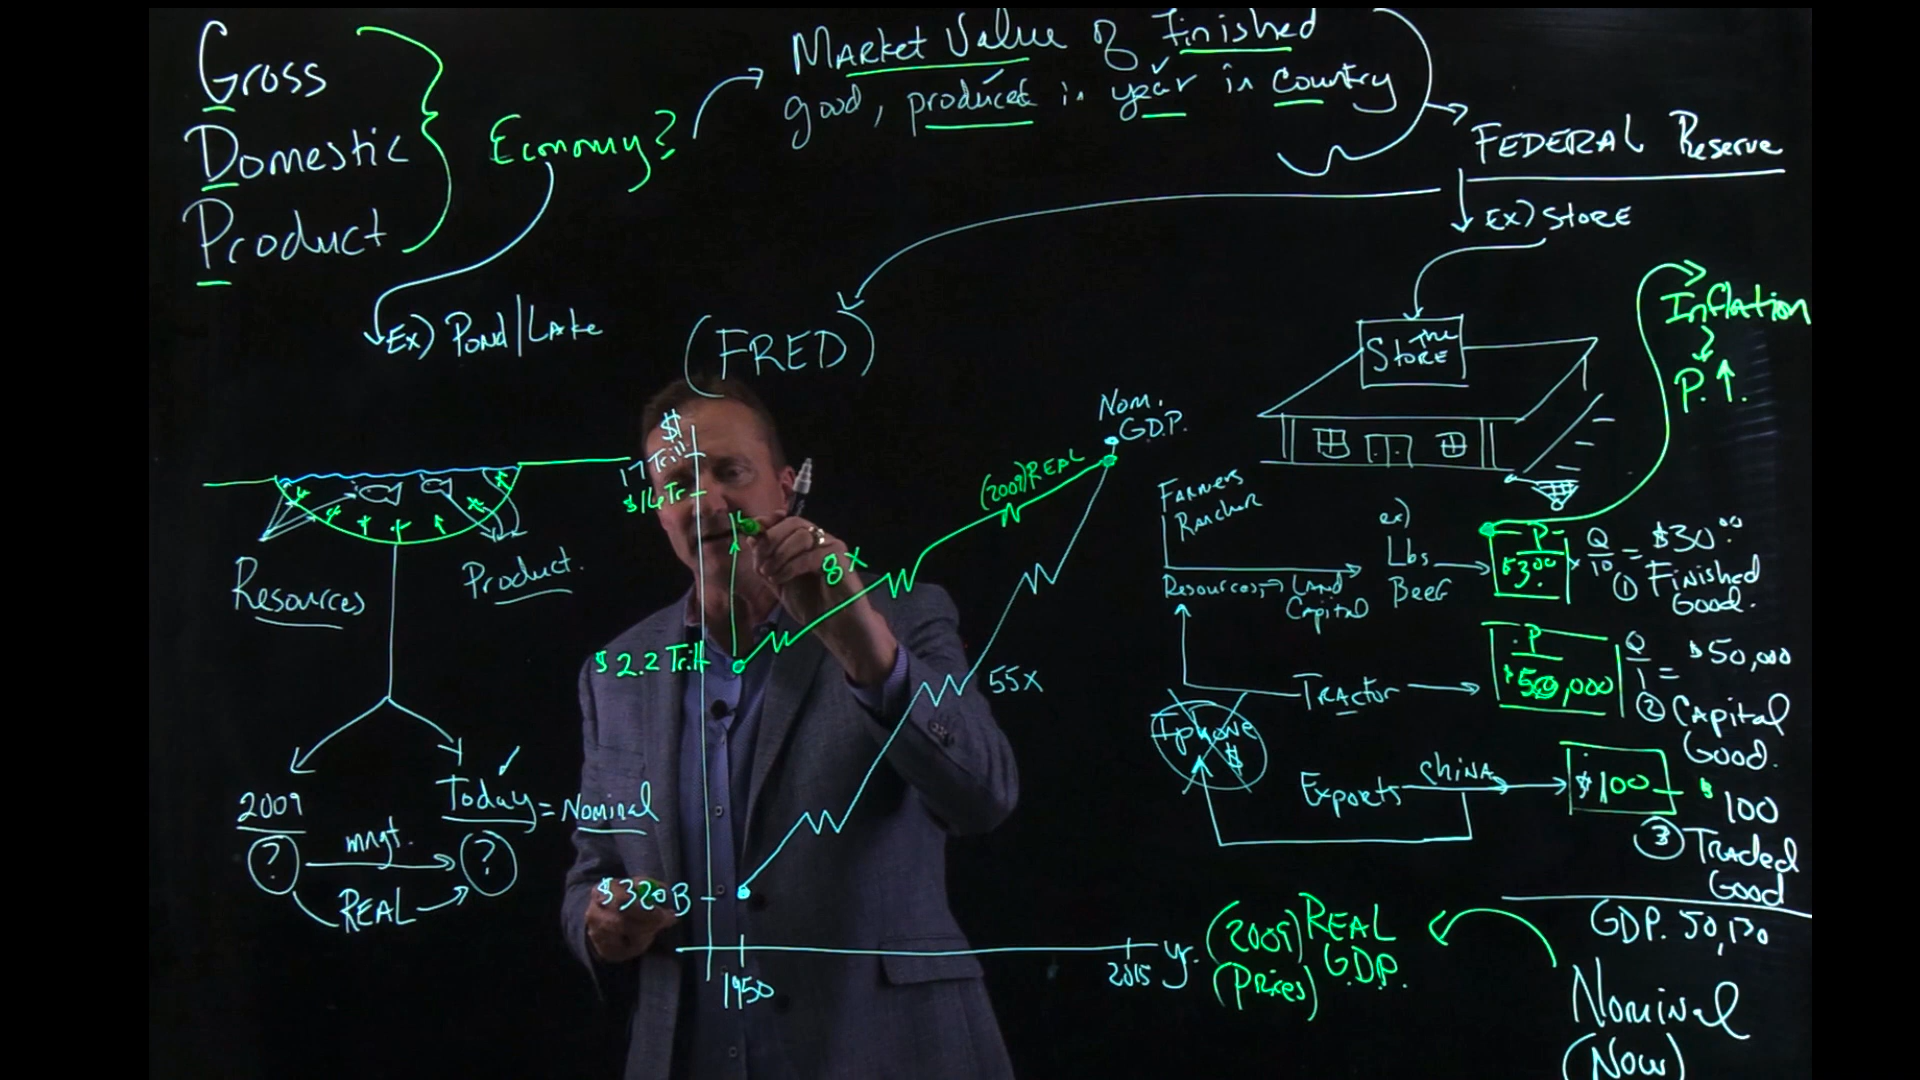 Gross
Domestic
Product
Economy?
Market Value of Finished
good, produced in year in country
FEDERAL Reserve
Ex) STORE
Ex) Pond/Lake
(FRED)
The
STORE
Inflation
P.↑.
$
17 Trill.
$16 Tr.
$2.2 Trill
$320B
1950
2015
yr.
8X
(2009) REAL
Nom.
G.D.P.
55X
Resources
Product.
2009
Today = Nominal
?
mngt.
?
REAL
Farmers
Rancher
Resources, → LAND
Capital
ex)
Lbs
Beef
P
$3.00
x
Q
10
= $30.00
① Finished
Good.
Iphone
$
Tractor
P
$50,000
Q
1
= $50,000
② Capital
Good.
Exports
China
$100
$100
③ Traded
Good
GDP. 50,130
Nominal
(Now)
(2009) REAL
(Prices) G.D.P.